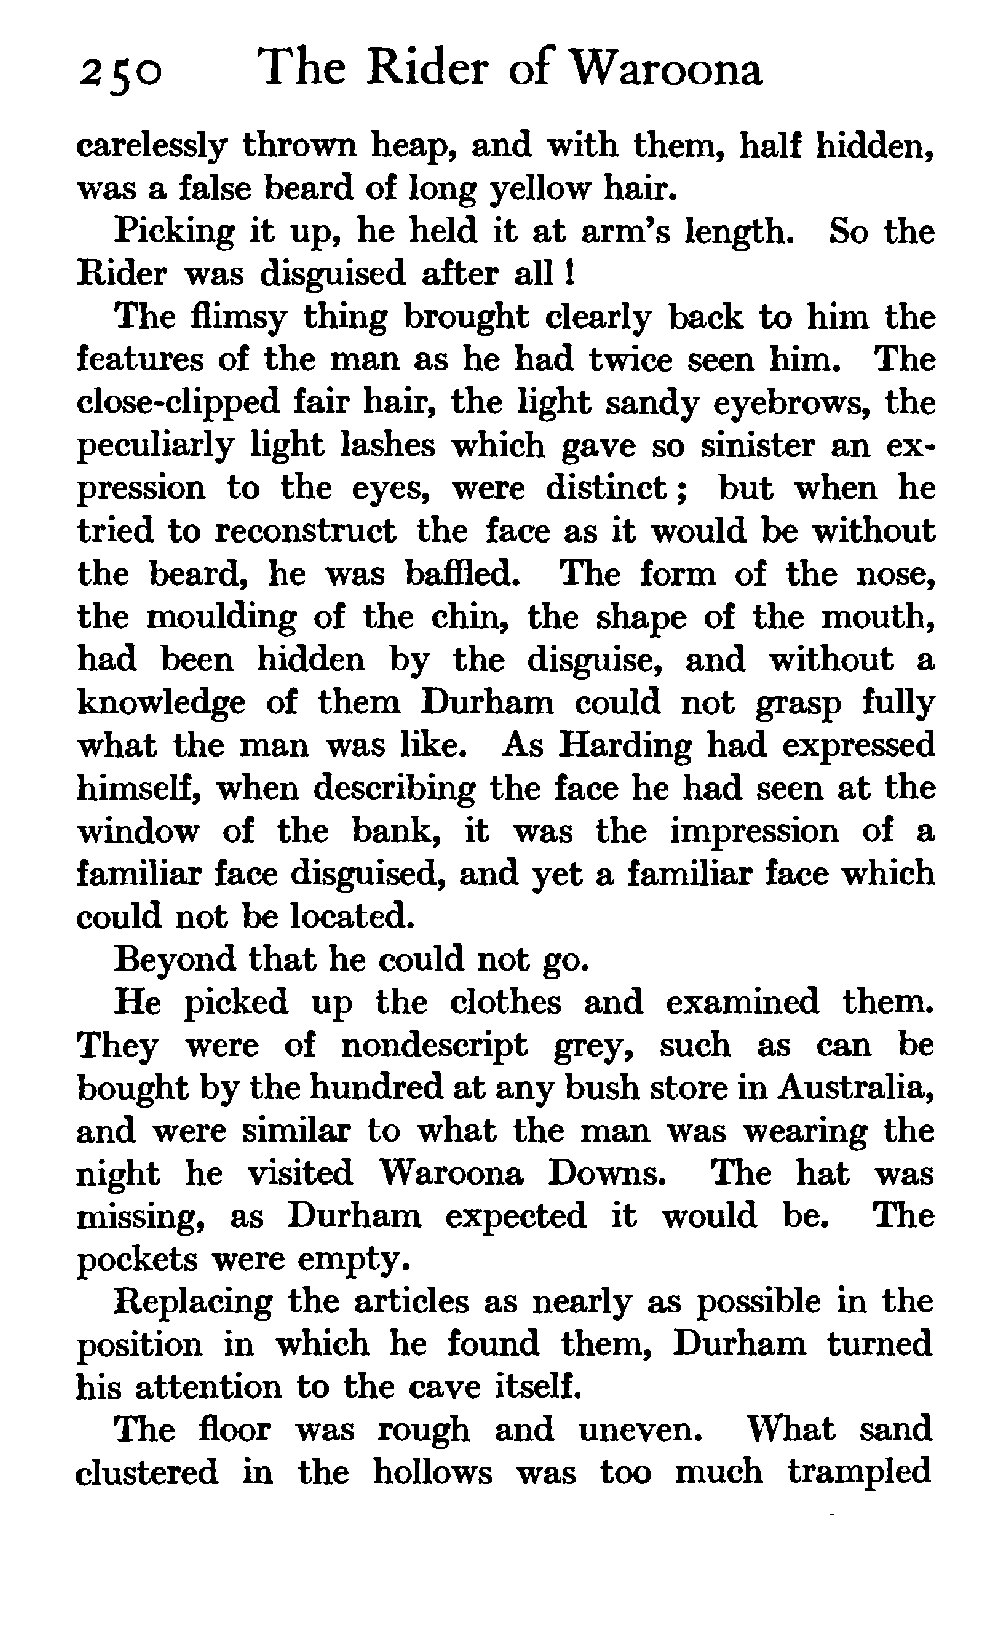 250 The Rider of Waroona
carelessly thrown heap, and with them, half hidden,
was a false beard of long yellow hair.
Picking it up, he held it at arm's length. So the
Rider was disguised after all !
The flimsy thing brought clearly back to him the
features of the man as he had twice seen him. The
close-clipped fair hair, the light sandy eyebrows, the
peculiarly light lashes which gave so sinister an ex-
pression to the eyes, were distinct ; but when he
tried to reconstruct the face as it would be without
the beard, he was baffled. The form of the nose,
the moulding of the chin, the shape of the mouth,
had been hidden by the disguise, and without a
knowledge of them Durham could not grasp fully
what the man was like. As Harding had expressed
himself, when describing the face he had seen at the
window of the bank, it was the impression of a
familiar face disguised, and yet a familiar face which
could not be located.
Beyond that he could not go.
He picked up the clothes and examined them.
They were of nondescript grey, such as can be
bought by the hundred at any bush store in Australia,
and were similar to what the man was wearing the
night he visited Waroona Downs. The hat was
missing, as Durham expected it would be. The
pockets were empty.
Replacing the articles as nearly as possible in the
position in which he found them, Durham turned
his attention to the cave itself.
The floor was rough and uneven. What sand
clustered in the hollows was too much trampled